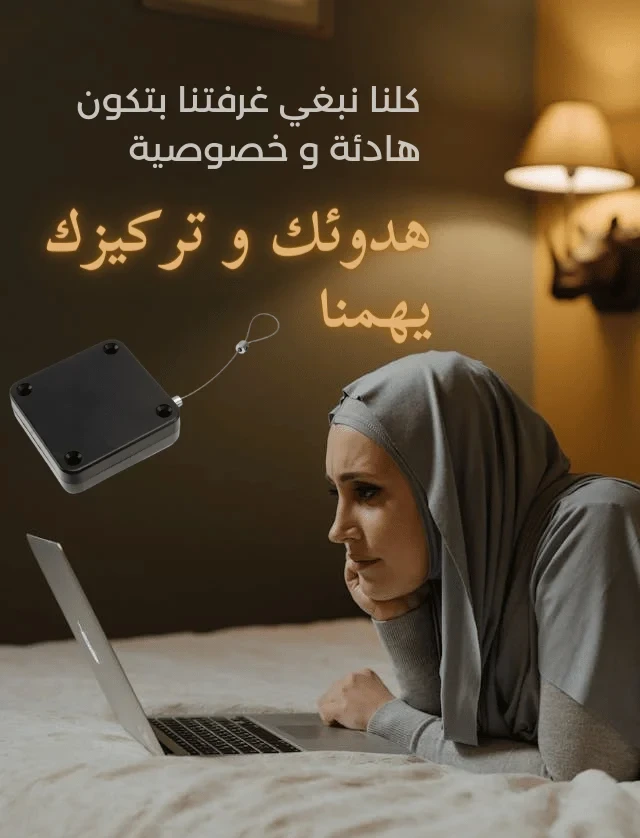 كلنا نبغي غرفتنا بتكون
هادئة و خصوصية
هدوئك و تركيزك
يهمنا